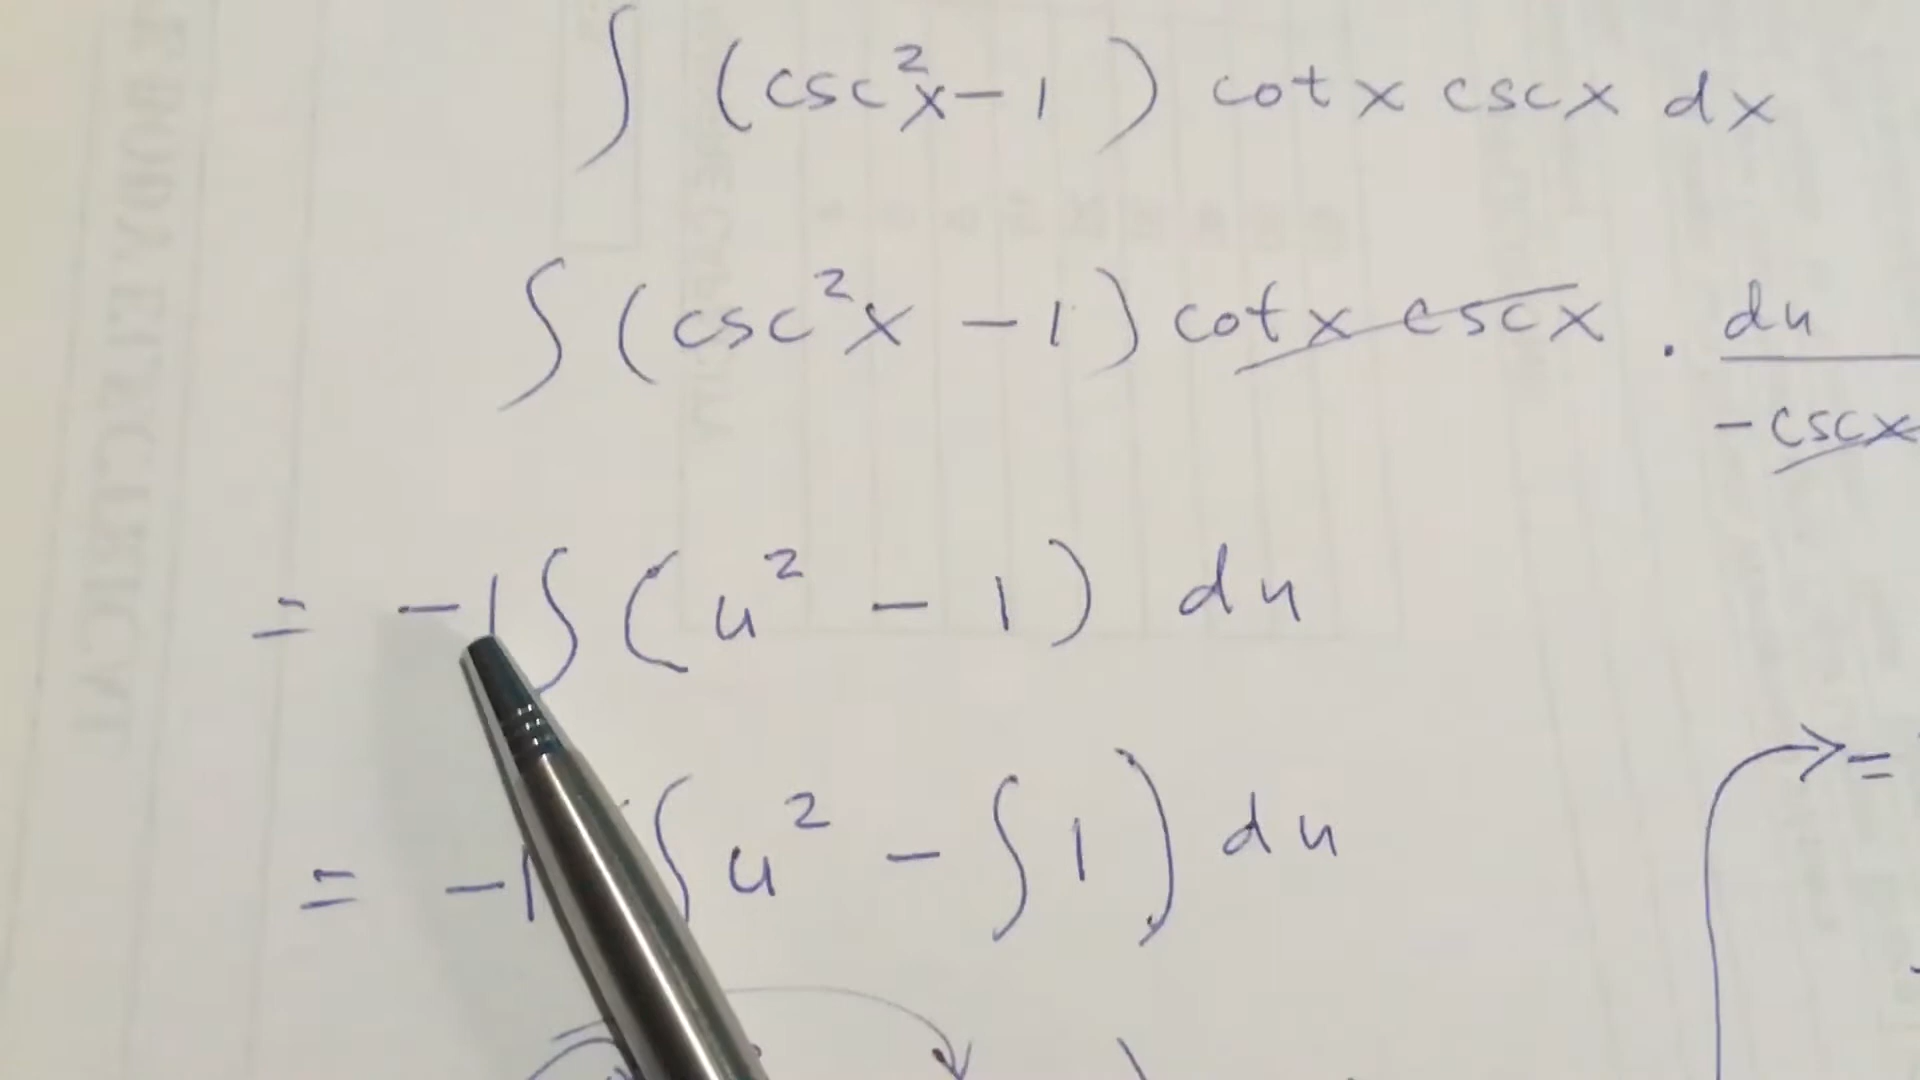 ∫ (csc²x − 1) cot x csc x dx
∫ (csc²x − 1) cot x csc x . du
− csc x
= −1 ∫ (u² − 1) du
= −1 ∫ u² − ∫ 1) du
=